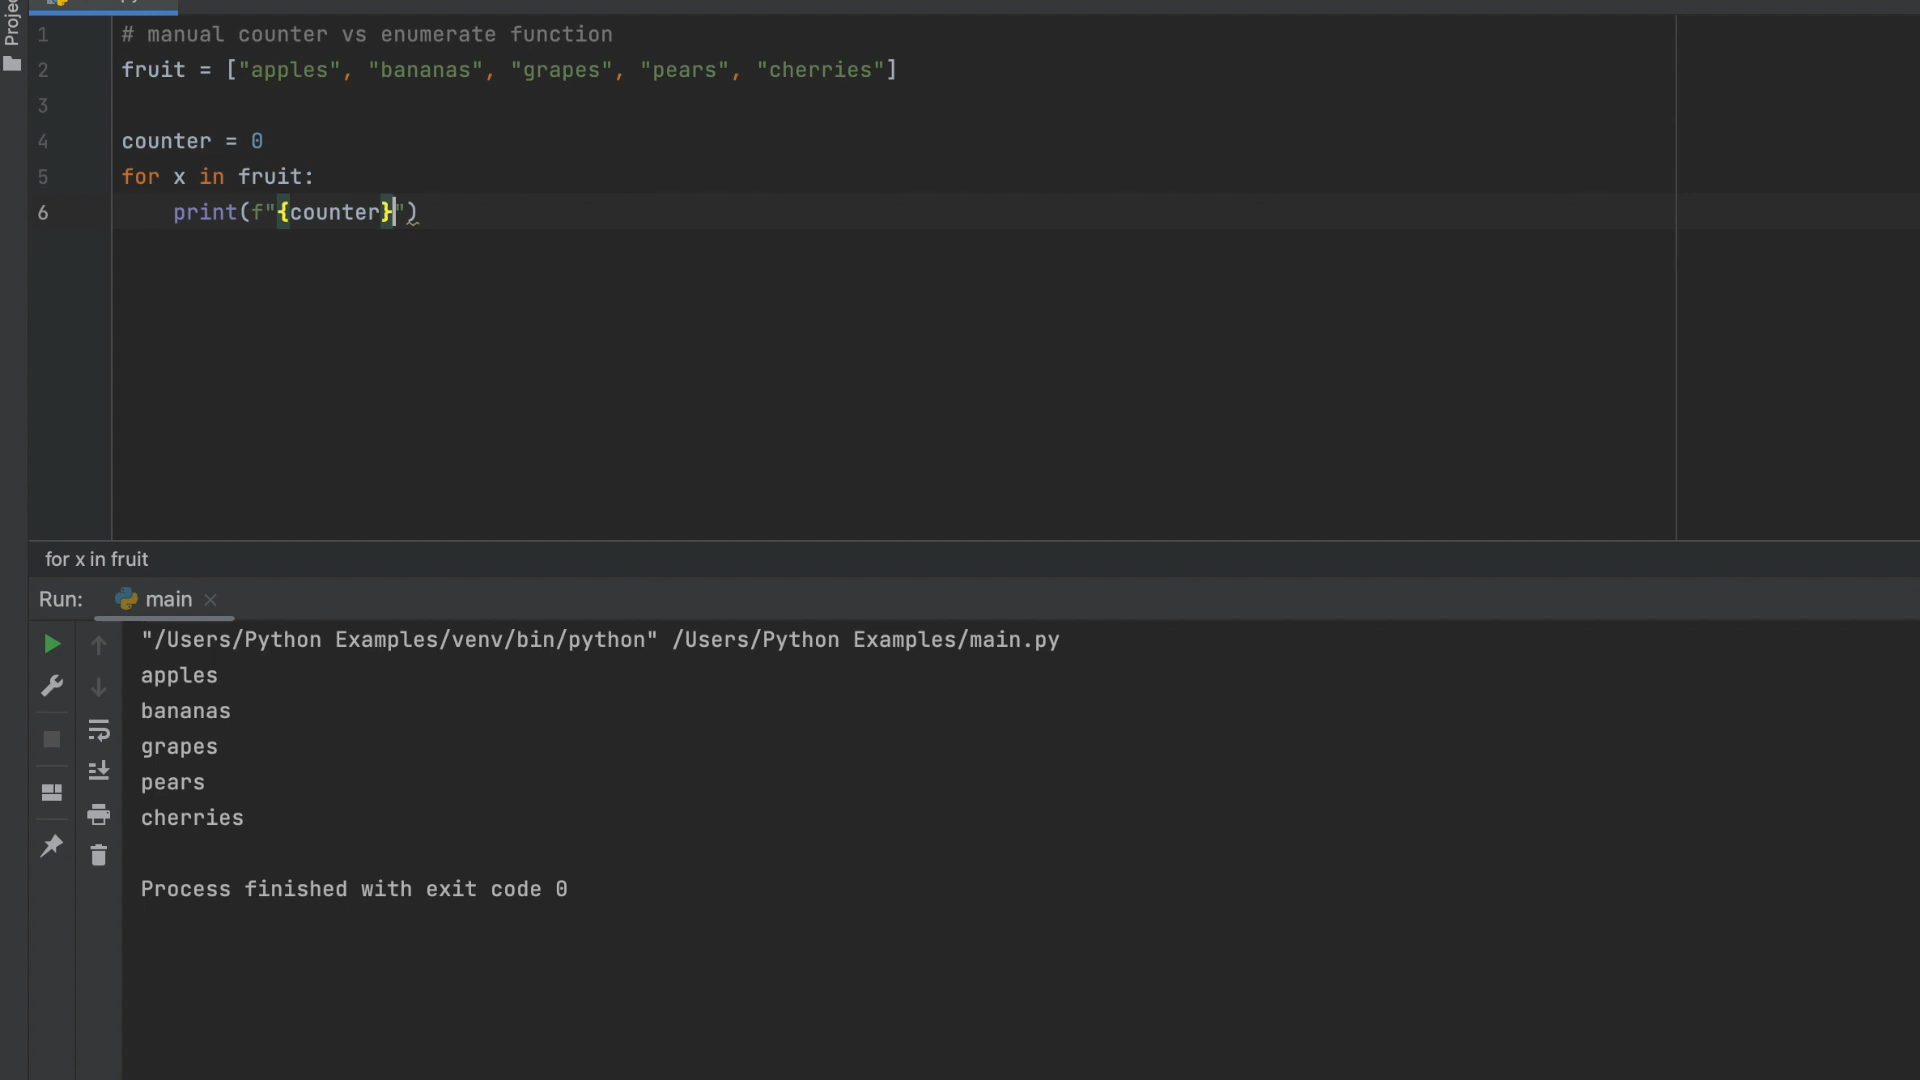 Projec
1 # manual counter vs enumerate function
2 fruit = ["apples", "bananas", "grapes", "pears", "cherries"]
3
4 counter = 0
5 for x in fruit:
6     print(f"{counter}")
for x in fruit
Run: main
"/Users/Python Examples/venv/bin/python" /Users/Python Examples/main.py
apples
bananas
grapes
pears
cherries
Process finished with exit code 0